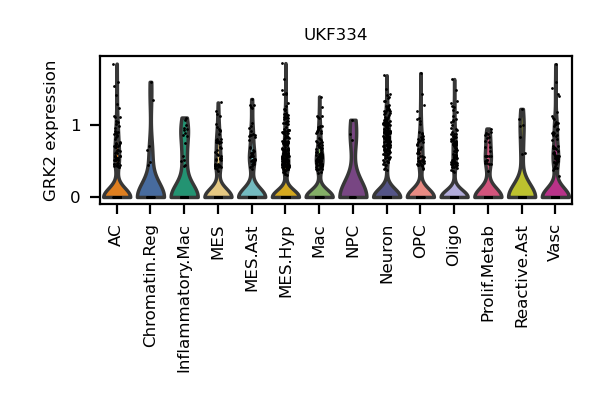 UKF334
GRK2 expression
1
0
AC
Chromatin.Reg
Inflammatory.Mac
MES
MES.Ast
MES.Hyp
Mac
NPC
Neuron
OPC
Oligo
Prolif.Metab
Reactive.Ast
Vasc